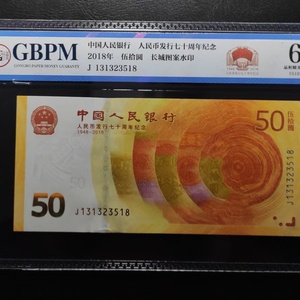 GBPM
中国人民银行 人民币发行七十周年纪念
2018年 伍拾圓 长城图案水印
J 131323518
6
中国人民银行
人民币发行七十周年纪念
1948-2018
50
伍拾圓
50
J131323518
J131323518